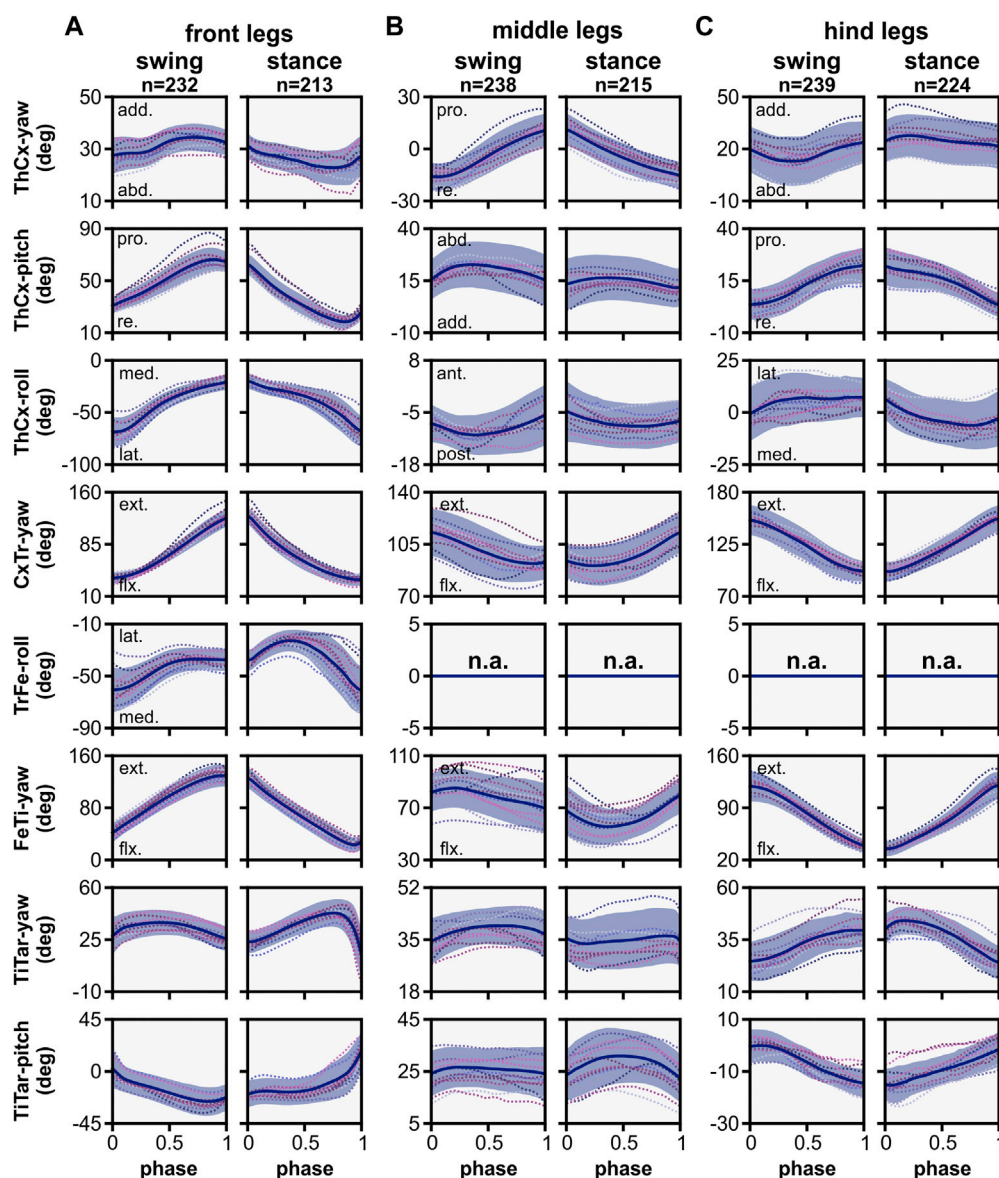 A front legs B middle legs C hind legs
swing stance swing stance swing stance
n=232 n=213 n=238 n=215 n=239 n=224
ThCx-yaw (deg)
50 30 10 add. abd.
30 0 -30 pro. re.
50 20 -10 add. abd.
ThCx-pitch (deg)
90 50 10 pro. re.
40 15 -10 abd. add.
30 10 -10 pro. re.
ThCx-roll (deg)
-0 -50 -100 med. lat.
8 -5 -18 ant. post.
25 0 -25 lat. med.
CxTr-yaw (deg)
160 85 10 ext. flx.
140 105 70 ext. flx.
180 125 70 ext. flx.
TrFe-roll (deg)
-10 -50 -90 lat. med.
5 0 -5 n.a. n.a.
5 0 -5 n.a. n.a.
FeTi-yaw (deg)
160 80 0 ext. flx.
110 70 30 ext. flx.
160 90 20 ext. flx.
TiTar-yaw (deg)
60 25 -10
52 35 18
60 35 10
TiTar-pitch (deg)
45 0 -45
45 25 5
10 -10 -30
0 0.5 1 0 0.5 1 0 0.5 1 0 0.5 1 0 0.5 1 0 0.5 1
phase phase phase phase phase phase